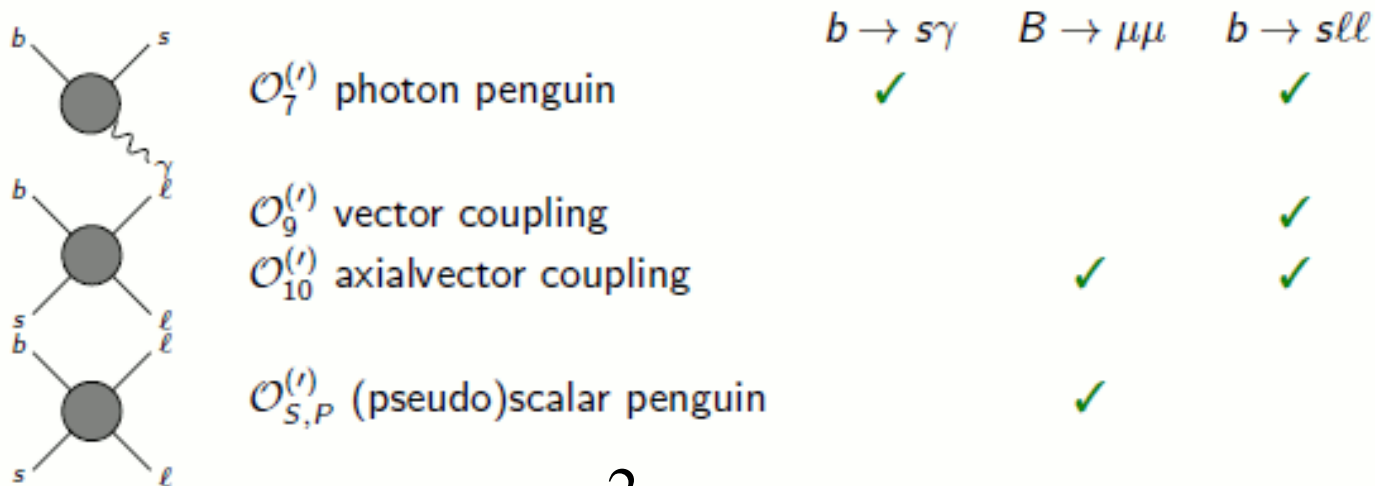 b → sγ B → μμ b → sℓℓ
b s
𝒪₇^(′) photon penguin ✓ ✓
γ
b ℓ
𝒪₉^(′) vector coupling ✓
𝒪₁₀^(′) axialvector coupling ✓ ✓
s ℓ
b ℓ
𝒪_{S,P}^(′) (pseudo)scalar penguin ✓
s ℓ